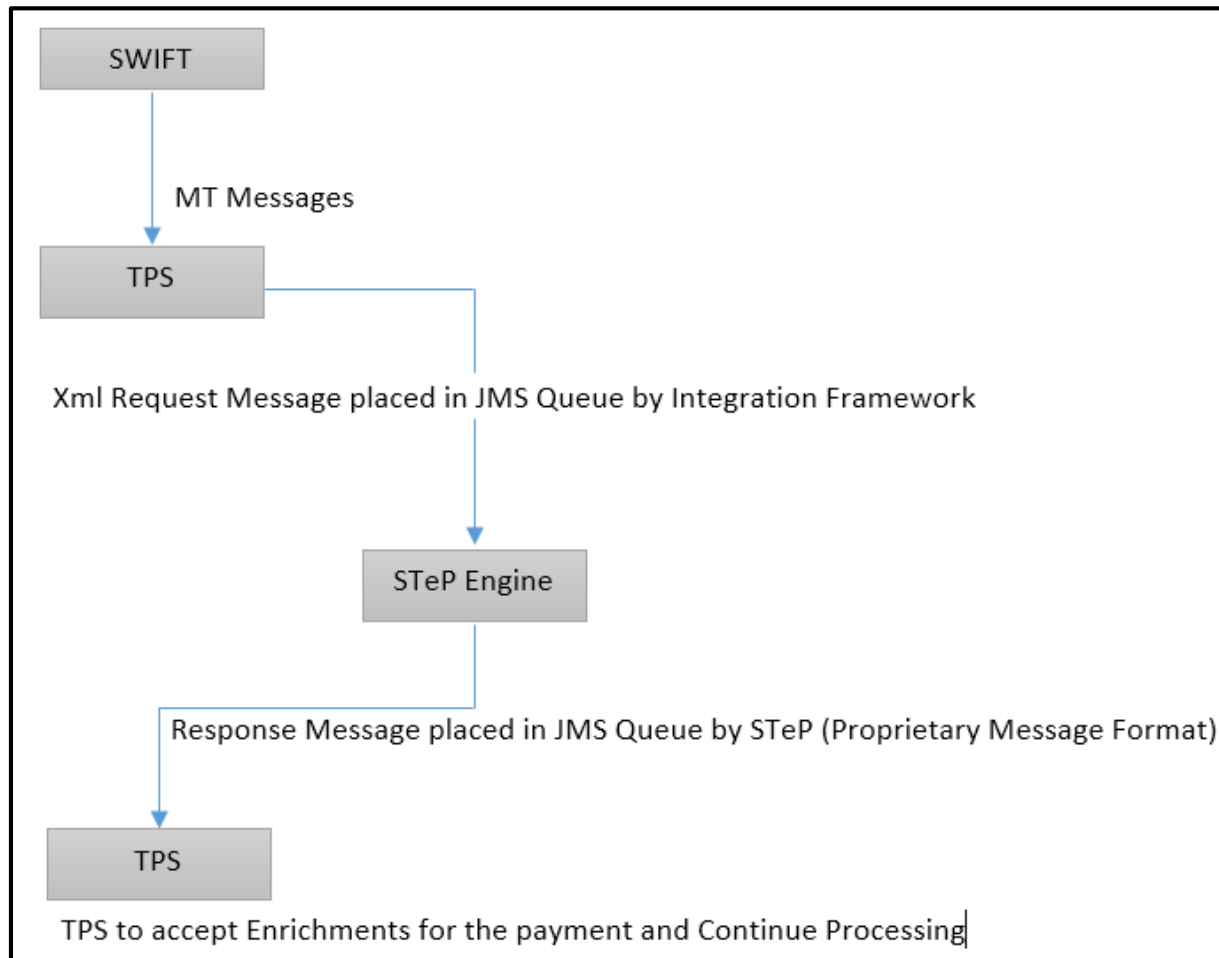 SWIFT
MT Messages
TPS
Xml Request Message placed in JMS Queue by Integration Framework
STeP Engine
Response Message placed in JMS Queue by STeP (Proprietary Message Format)
TPS
TPS to accept Enrichments for the payment and Continue Processing